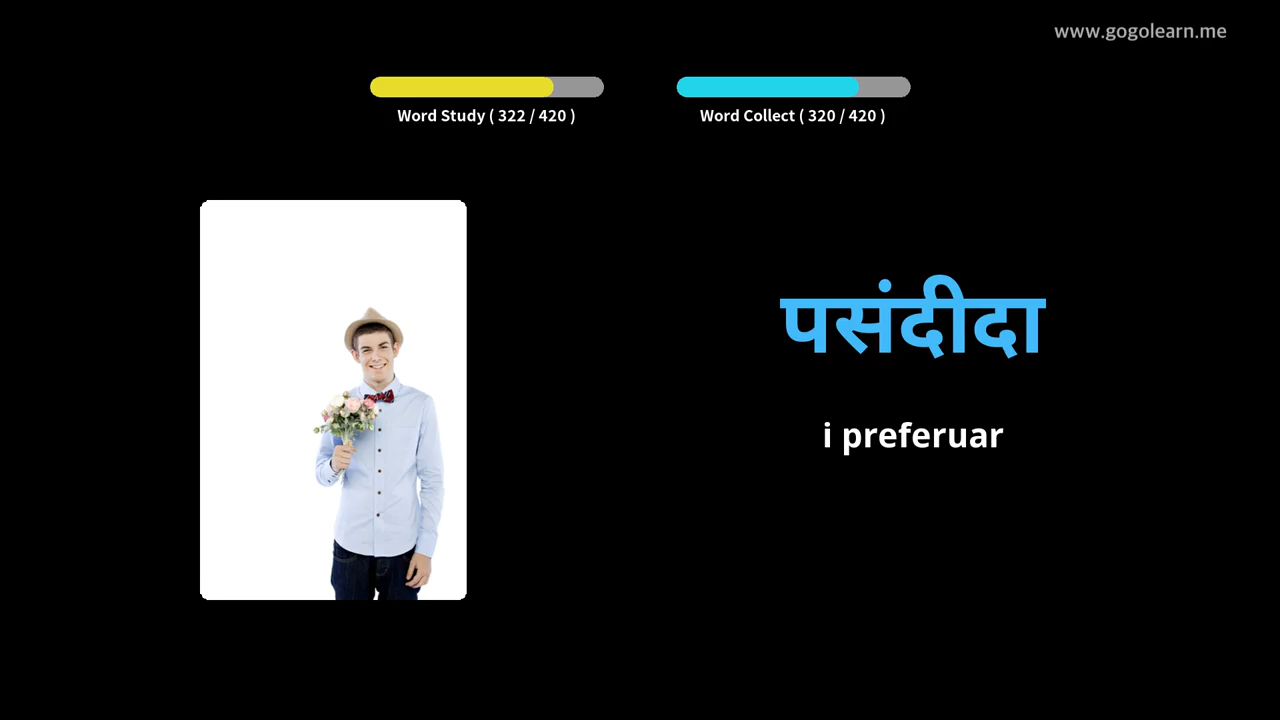 www.gogolearn.me
Word Study ( 322 / 420 )
Word Collect ( 320 / 420 )
पसंदीदा
i preferuar